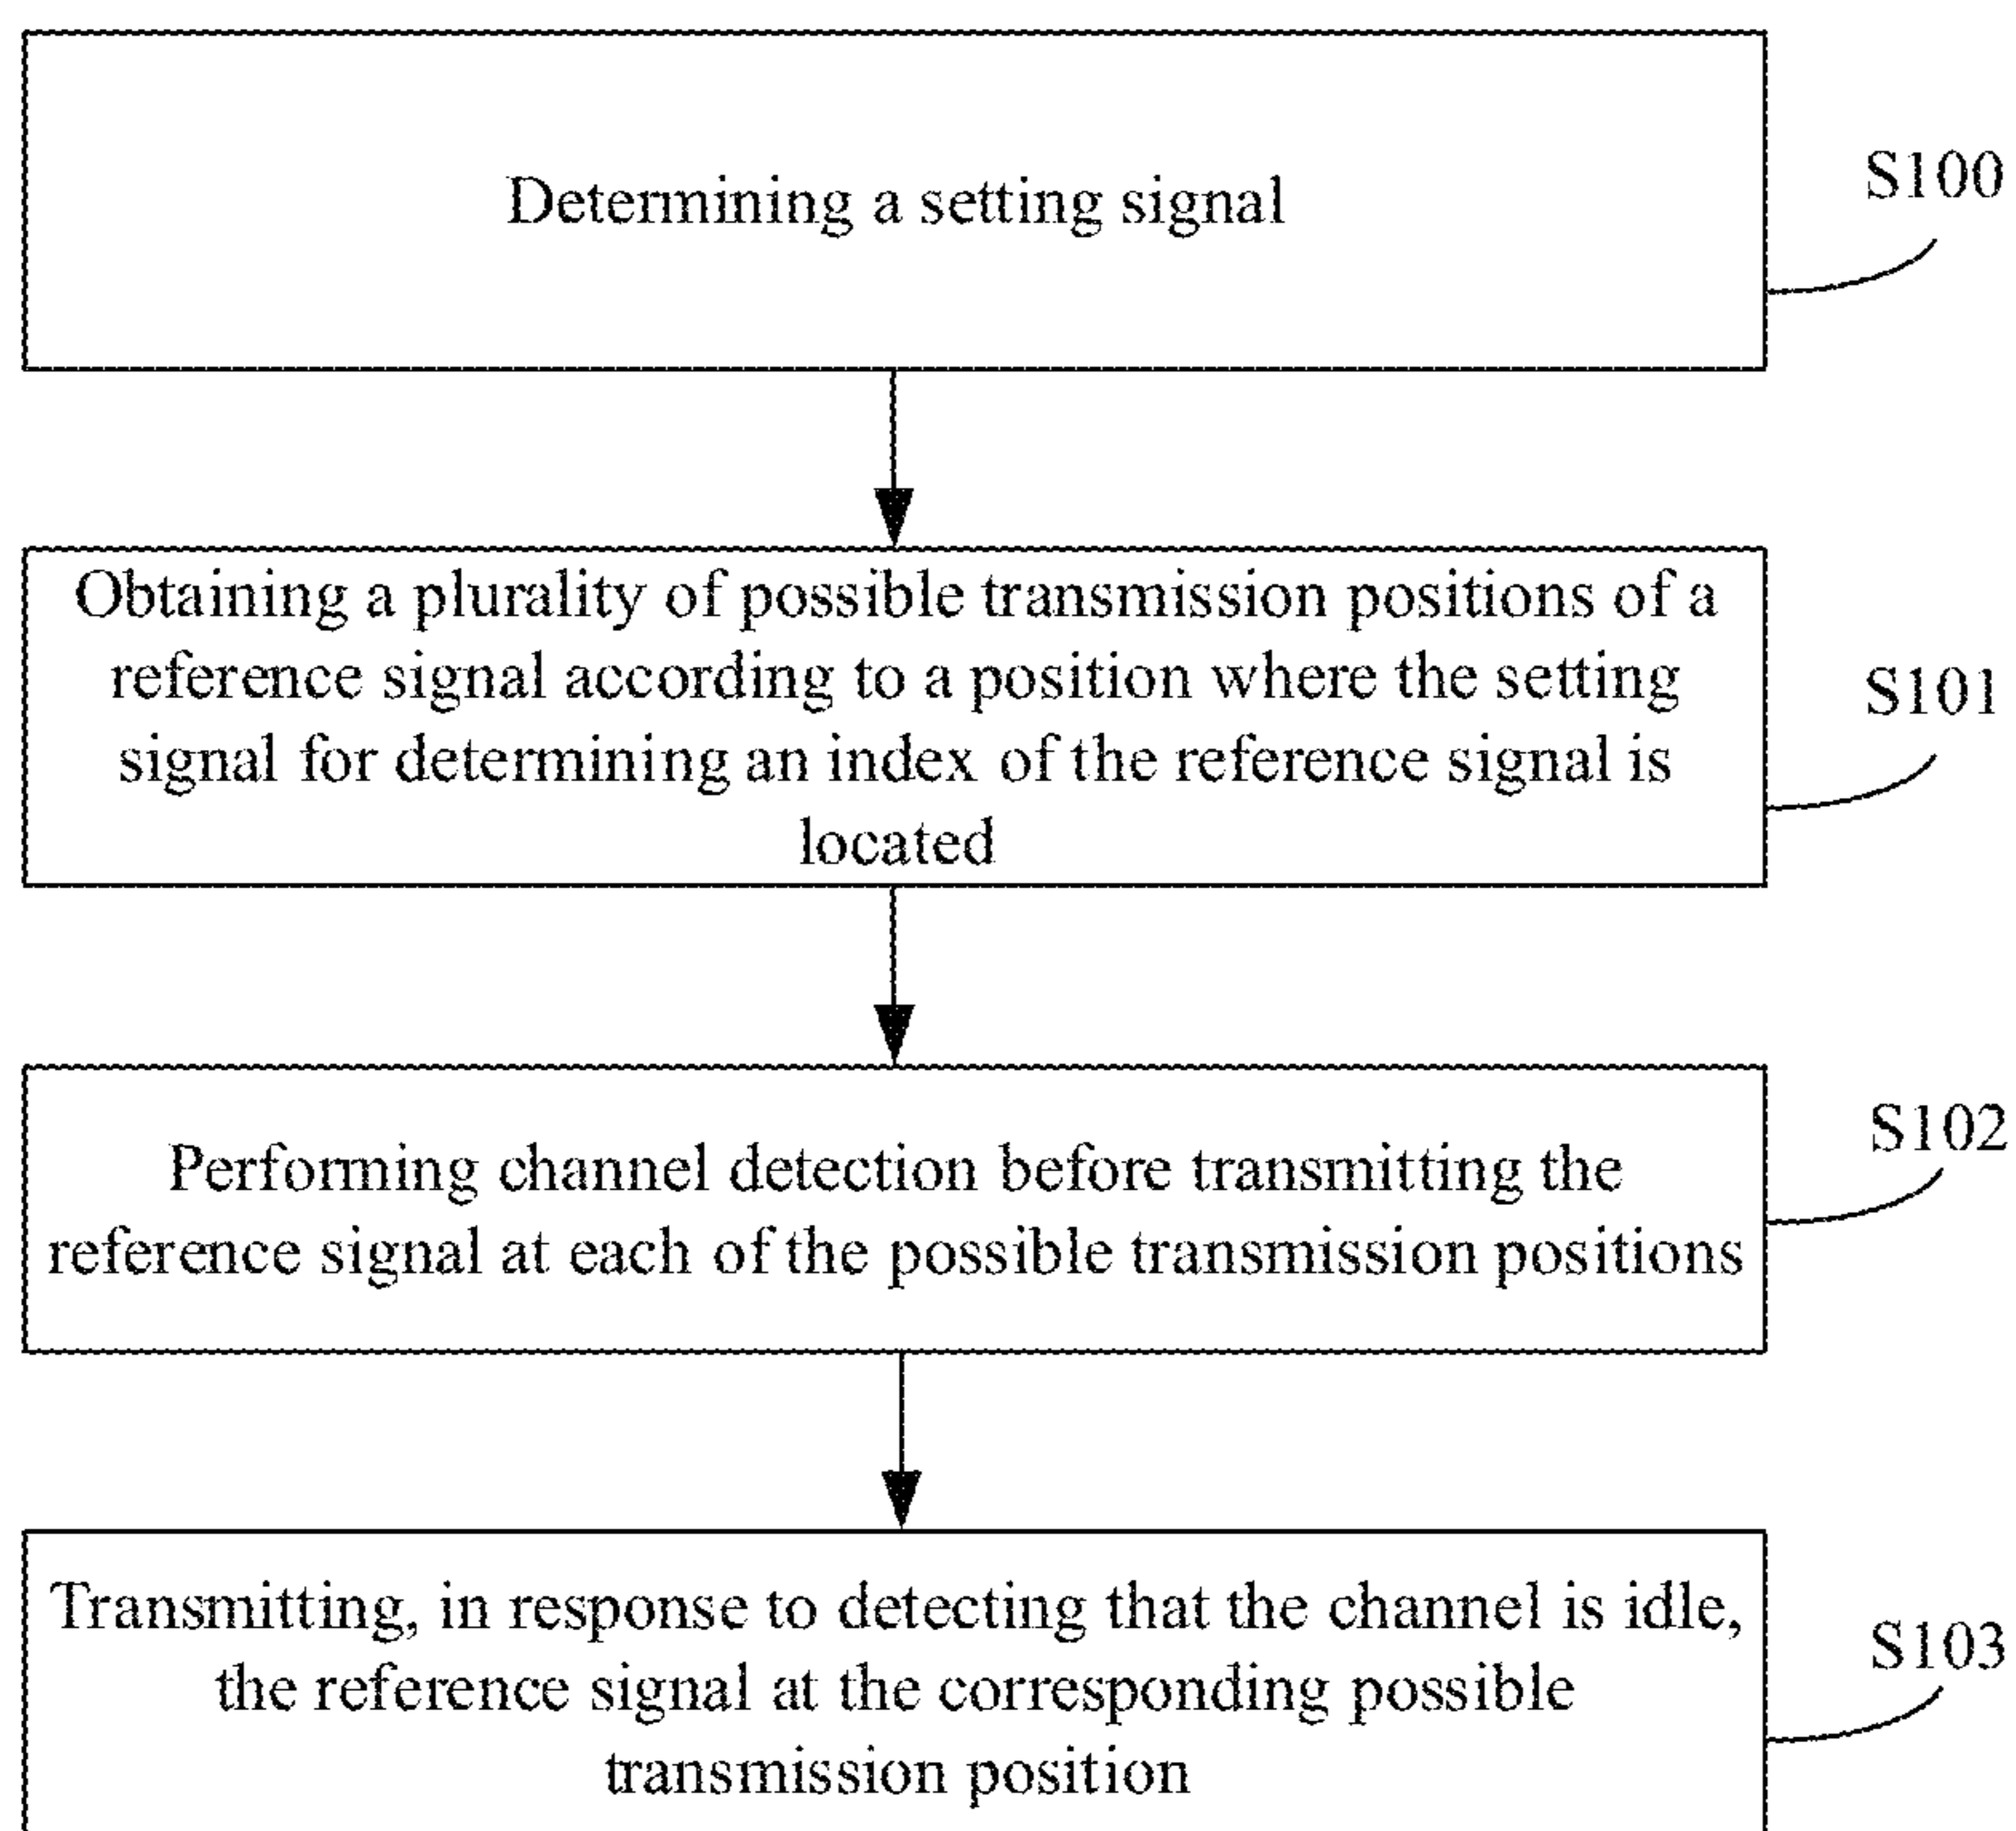 Determining a setting signal
S100
Obtaining a plurality of possible transmission positions of a
reference signal according to a position where the setting
signal for determining an index of the reference signal is
located
S101
Performing channel detection before transmitting the
reference signal at each of the possible transmission positions
S102
Transmitting, in response to detecting that the channel is idle,
the reference signal at the corresponding possible
transmission position
S103